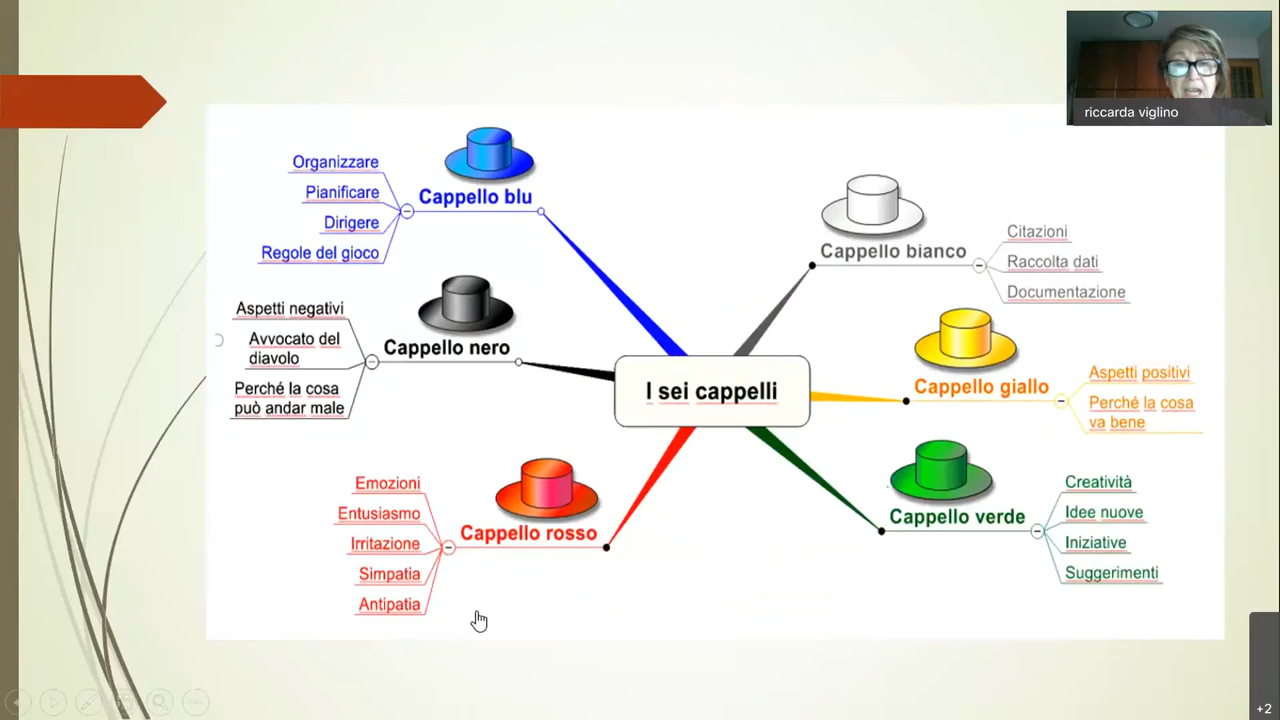 riccarda viglino
Organizzare
Pianificare
Dirigere
Regole del gioco
Cappello blu
Cappello bianco
Citazioni
Raccolta dati
Documentazione
Aspetti negativi
Avvocato del
diavolo
Perché la cosa
può andar male
Cappello nero
I sei cappelli
Cappello giallo
Aspetti positivi
Perché la cosa
va bene
Emozioni
Entusiasmo
Irritazione
Simpatia
Antipatia
Cappello rosso
Cappello verde
Creatività
Idee nuove
Iniziative
Suggerimenti
+2